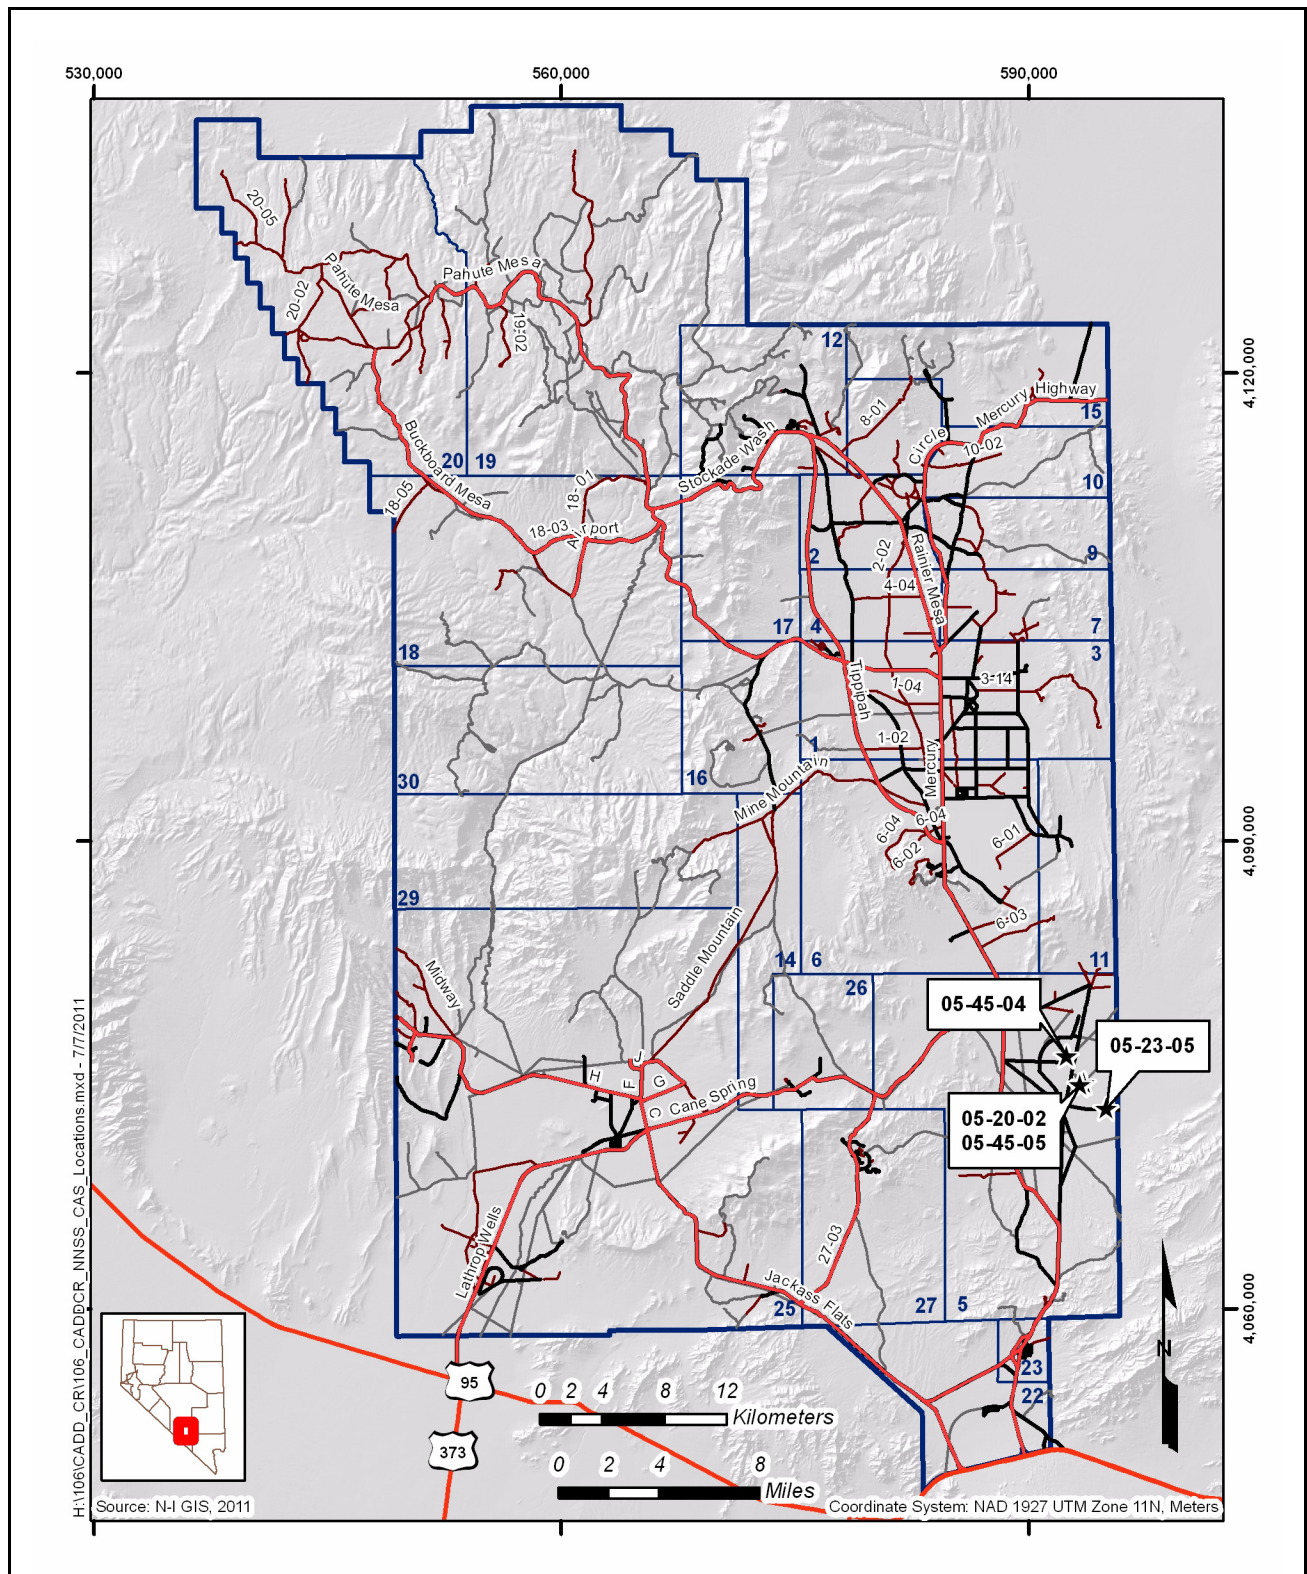 530,000
560,000
590,000
4,120,000
4,090,000
4,060,000
20-05
Pahute Mesa
20-02
Pahute Mesa
19-02
12
8-01
Mercury Highway
15
Circle
10-02
10
Buckboard Mesa
20
19
Stockade Wash
18-05
18-01
18-03
Airport
2
2-02
Rainier Mesa
9
4-04
17
4
7
18
3
Tippipah
1-04
3-14
1-02
1
Mercury
30
16
Mine Mountain
6-04
6-04
6-02
6-01
29
Saddle Mountain
6-03
14
6
11
Midway
26
05-45-04
05-23-05
J
H
F
G
C
Cane Spring
05-20-02
05-45-05
Lathrop Wells
27-03
Jackass Flats
25
27
5
23
22
N
95
373
0 2 4 8 12
Kilometers
0 2 4 8
Miles
H:\106\CADD_CR\106_CADDCR_NNSS_CAS_Locations.mxd - 7/7/2011
Source: N-I GIS, 2011
Coordinate System: NAD 1927 UTM Zone 11N, Meters